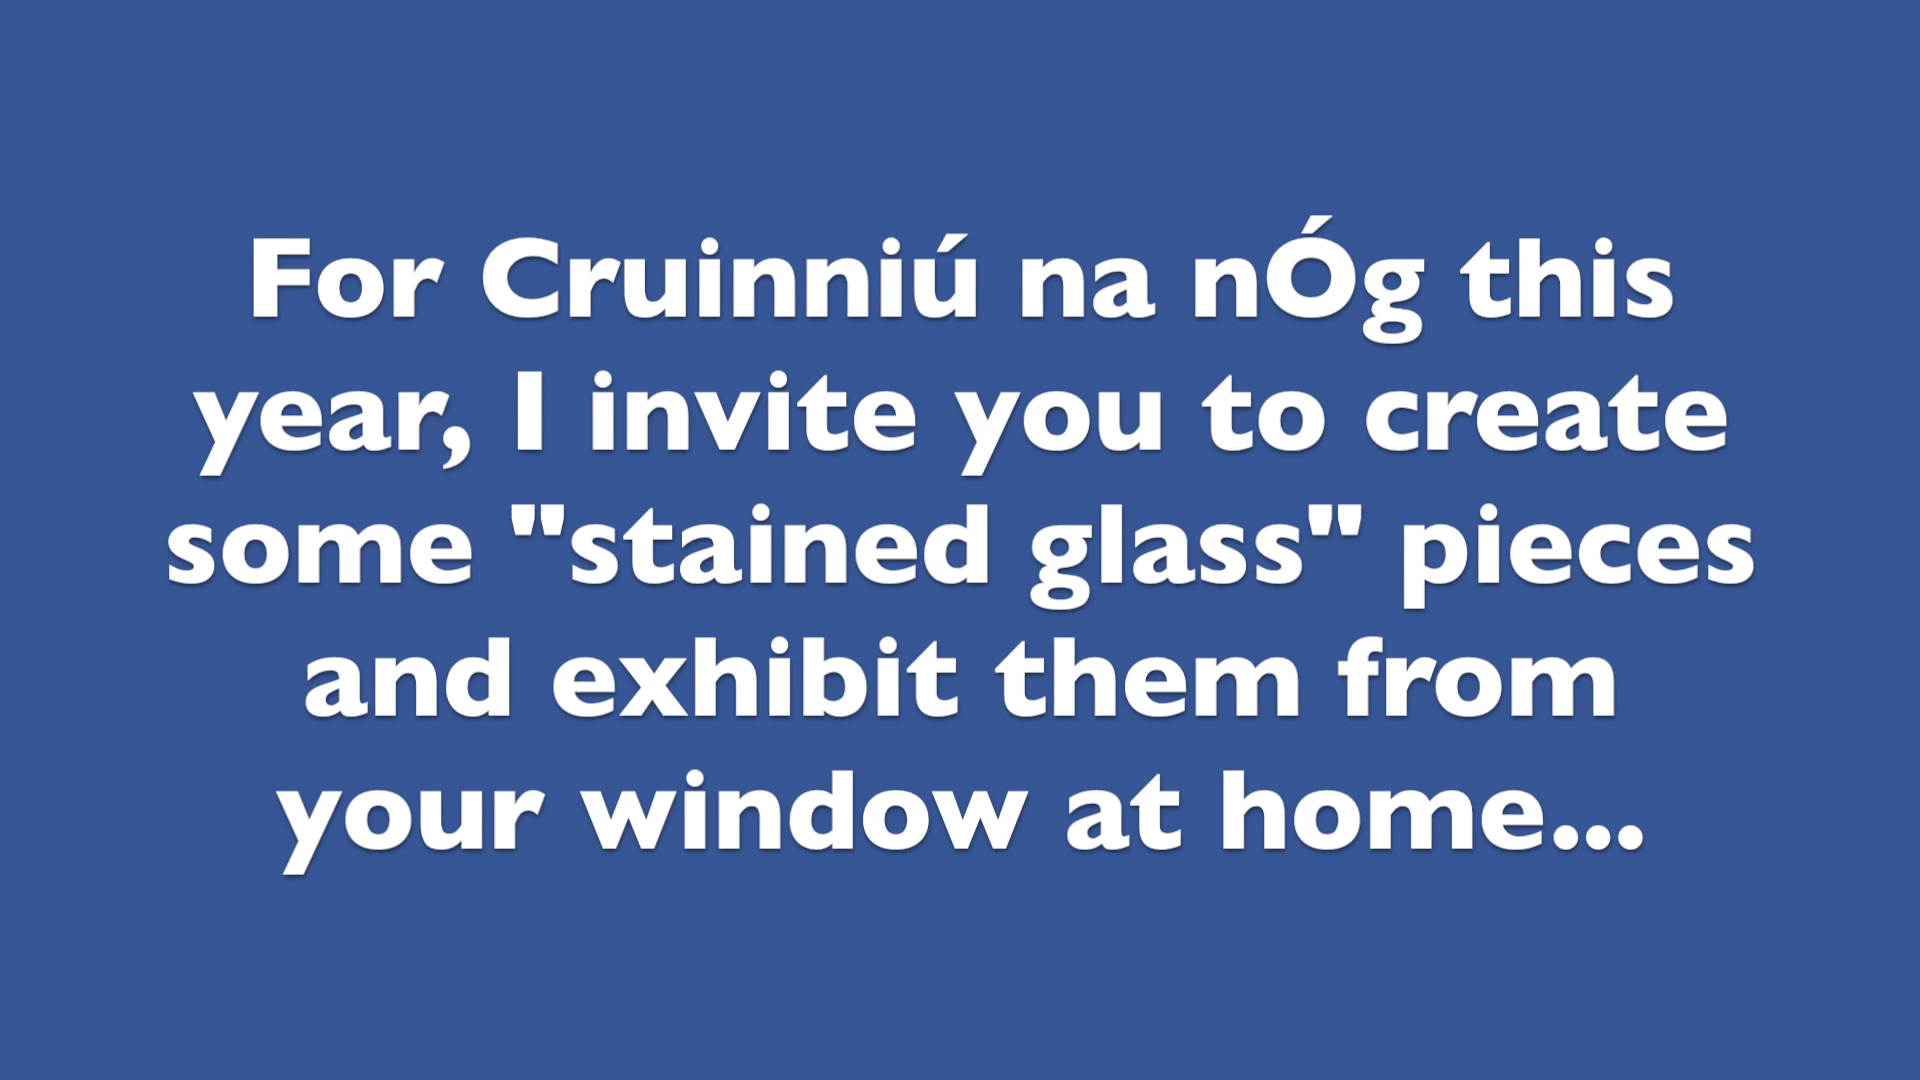 For Cruinniú na nÓg this
year, I invite you to create
some "stained glass" pieces
and exhibit them from
your window at home...